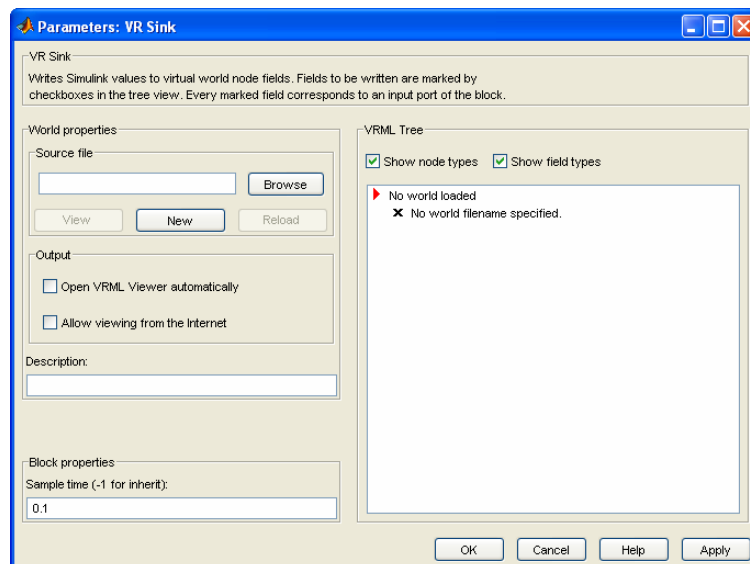 Parameters: VR Sink
VR Sink
Writes Simulink values to virtual world node fields. Fields to be written are marked by
checkboxes in the tree view. Every marked field corresponds to an input port of the block.
World properties
Source file
Browse
View New Reload
Output
Open VRML Viewer automatically
Allow viewing from the Internet
Description:
Block properties
Sample time (-1 for inherit):
0.1
VRML Tree
Show node types Show field types
No world loaded
No world filename specified.
OK Cancel Help Apply